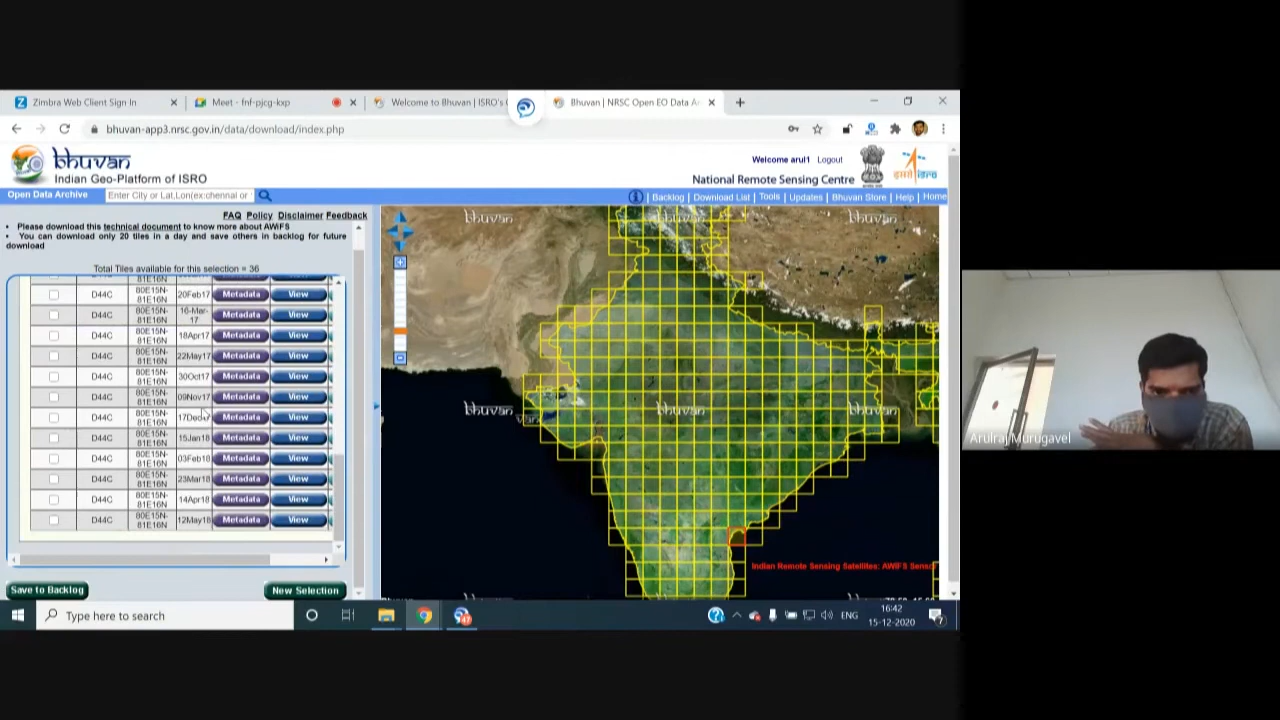 Zimbra Web Client Sign In
Meet - fnf-pjcg-kxp
Welcome to Bhuvan | ISRO's
Bhuvan | NRSC Open EO Data
bhuvan-app3.nrsc.gov.in/data/download/index.php
bhuvan
Indian Geo-Platform of ISRO
Welcome arul1 Logout
National Remote Sensing Centre
इसरो isro
Open Data Archive
Enter City or Lat,Lon(ex:chennai or
| Backlog | Download List | Tools | Updates | Bhuvan Store | Help | Home
FAQ Policy Disclaimer Feedback
• Please download this technical document to know more about AWiFS
• You can download only 20 tiles in a day and save others in backlog for future
download
Total Tiles available for this selection = 36
81E16N
D44C 80E15N-81E16N 20Feb17 Metadata View
D44C 80E15N-81E16N 16-Mar-17 Metadata View
D44C 80E15N-81E16N 18Apr17 Metadata View
D44C 80E15N-81E16N 22May17 Metadata View
D44C 80E15N-81E16N 30Oct17 Metadata View
D44C 80E15N-81E16N 09Nov17 Metadata View
D44C 80E15N-81E16N 17Dec17 Metadata View
D44C 80E15N-81E16N 15Jan18 Metadata View
D44C 80E15N-81E16N 03Feb18 Metadata View
D44C 80E15N-81E16N 23Mar18 Metadata View
D44C 80E15N-81E16N 14Apr18 Metadata View
D44C 80E15N-81E16N 12May18 Metadata View
Save to Backlog
New Selection
bhuvan bhuvan bhuvan
bhuvan bhuvan bhuvan
Indian Remote Sensing Satellites: AWiFS Senso
Arulraj Murugavel
Type here to search
ENG
16:42
15-12-2020